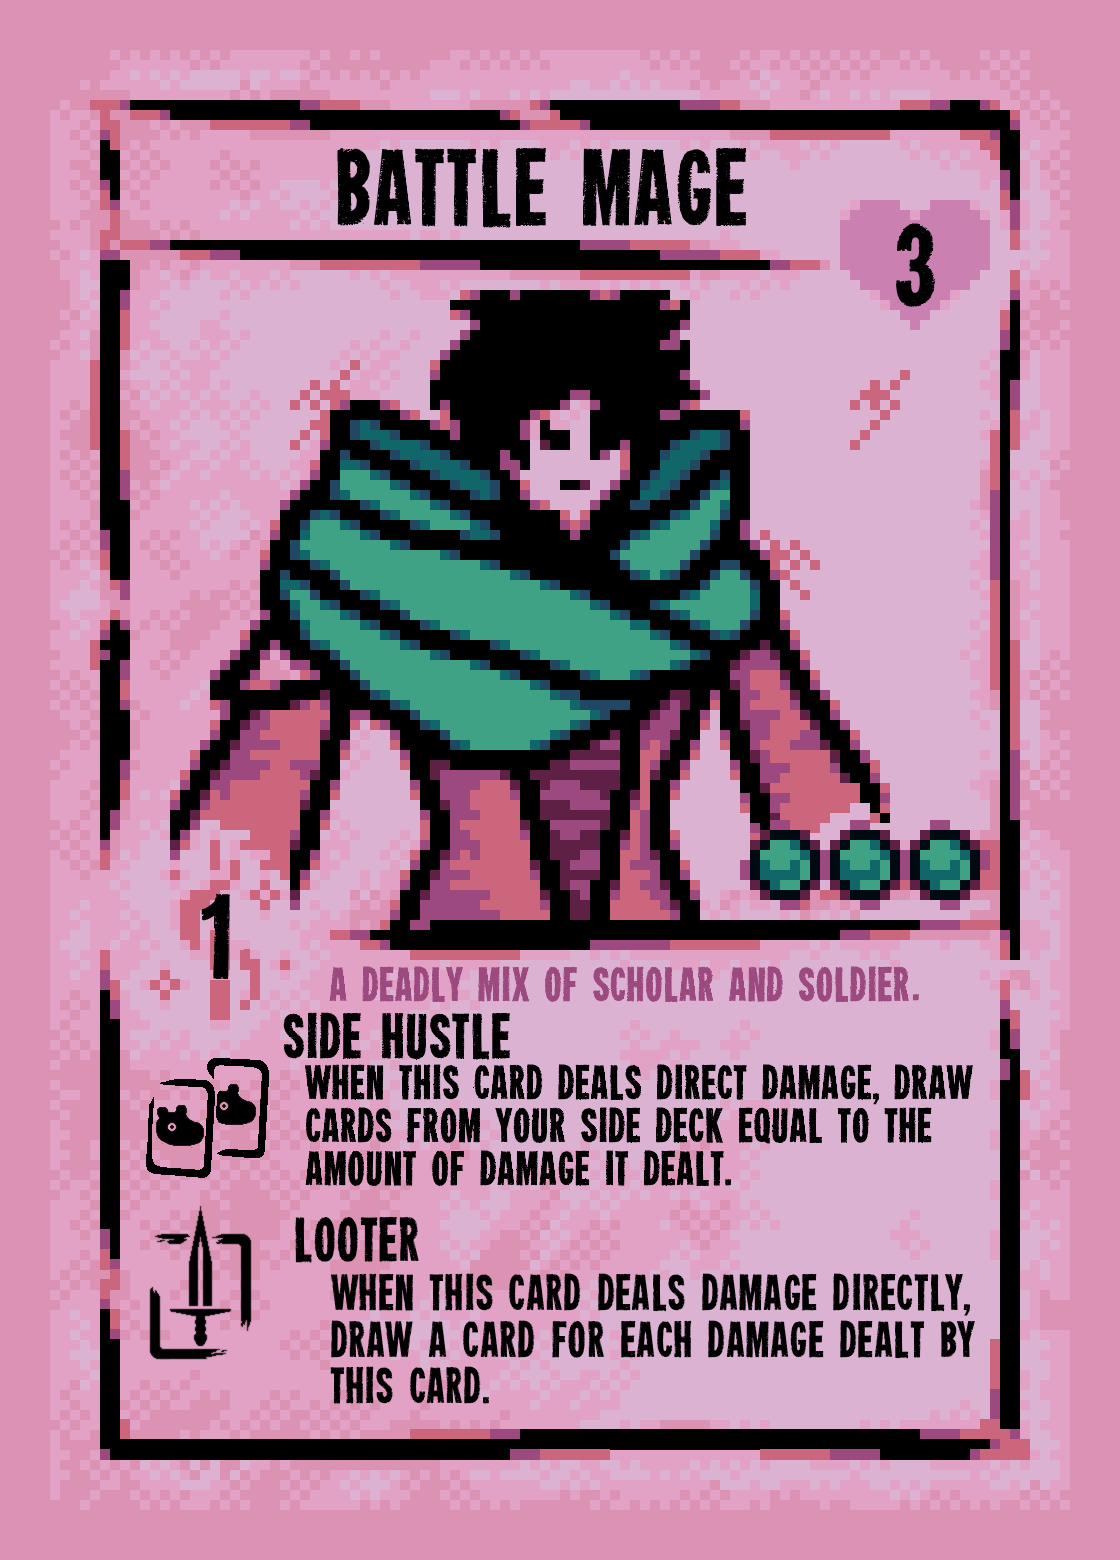 BATTLE MAGE
3
1
A DEADLY MIX OF SCHOLAR AND SOLDIER.
SIDE HUSTLE
WHEN THIS CARD DEALS DIRECT DAMAGE, DRAW
CARDS FROM YOUR SIDE DECK EQUAL TO THE
AMOUNT OF DAMAGE IT DEALT.
LOOTER
WHEN THIS CARD DEALS DAMAGE DIRECTLY,
DRAW A CARD FOR EACH DAMAGE DEALT BY
THIS CARD.